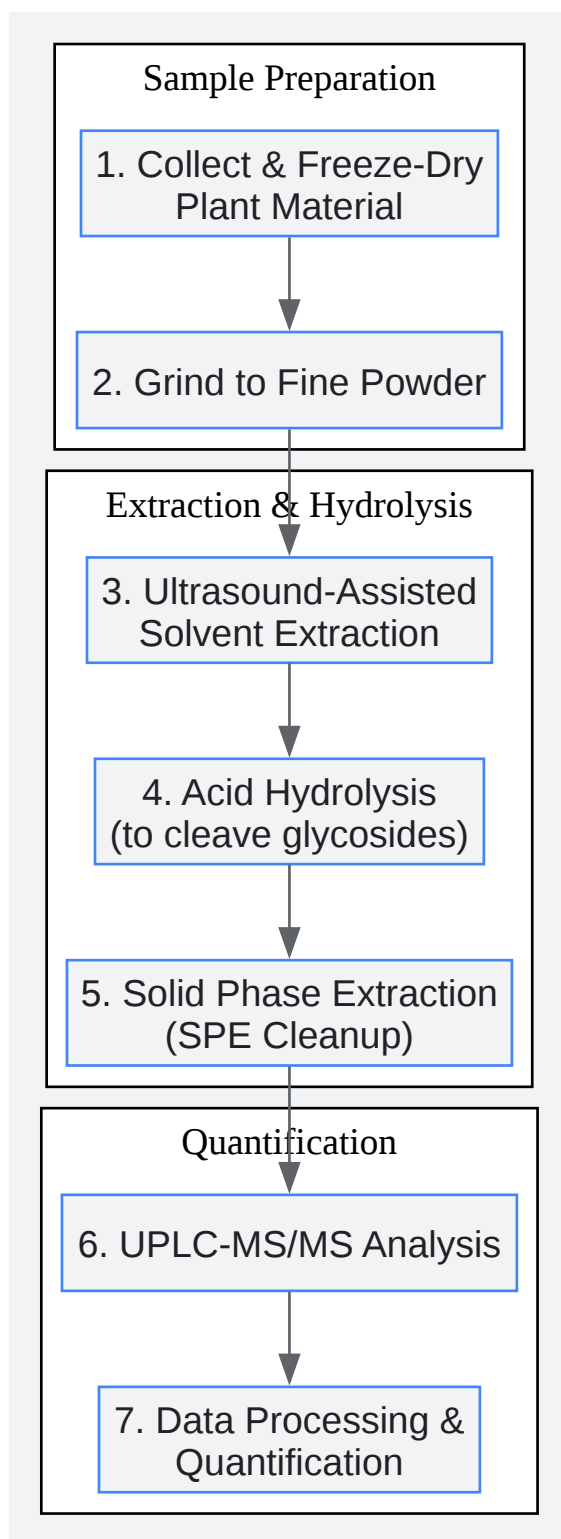 Sample Preparation
1. Collect & Freeze-Dry
Plant Material
2. Grind to Fine Powder
Extraction & Hydrolysis
3. Ultrasound-Assisted
Solvent Extraction
4. Acid Hydrolysis
(to cleave glycosides)
5. Solid Phase Extraction
(SPE Cleanup)
Quantification
6. UPLC-MS/MS Analysis
7. Data Processing &
Quantification